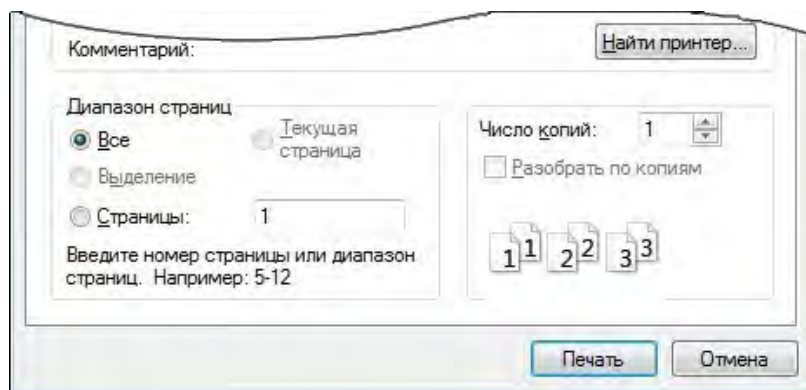 Комментарий:
Найти принтер...
Диапазон страниц
Все
Текущая
страница
Выделение
Страницы: 1
Введите номер страницы или диапазон
страниц. Например: 5-12
Число копий: 1
Разобрать по копиям
1 1 2 2 3 3
Печать
Отмена